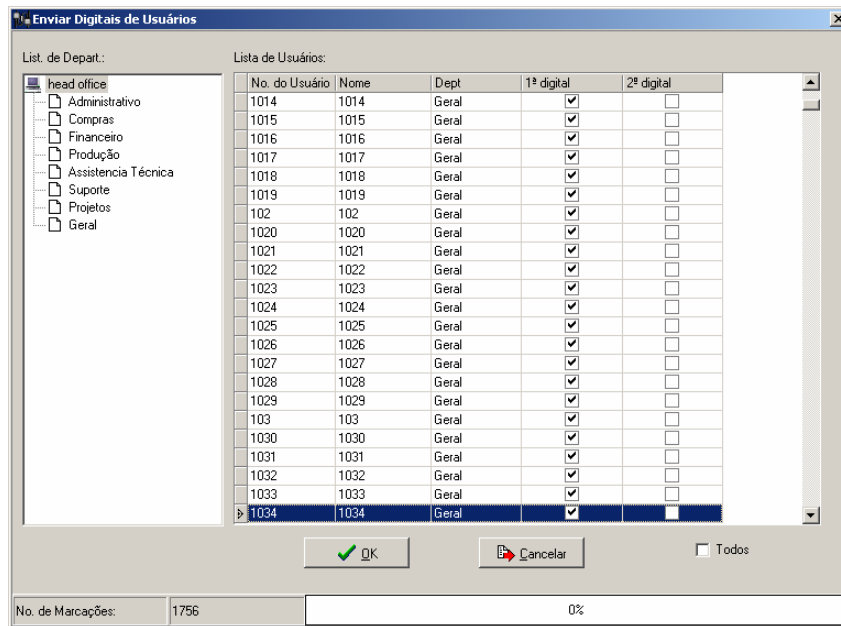 Enviar Digitais de Usuários
List. de Depart.:
head office
Administrativo
Compras
Financeiro
Produção
Assistencia Técnica
Suporte
Projetos
Geral
Lista de Usuários:
No. do Usuário Nome Dept 1ª digital 2ª digital
1014 1014 Geral
1015 1015 Geral
1016 1016 Geral
1017 1017 Geral
1018 1018 Geral
1019 1019 Geral
102 102 Geral
1020 1020 Geral
1021 1021 Geral
1022 1022 Geral
1023 1023 Geral
1024 1024 Geral
1025 1025 Geral
1026 1026 Geral
1027 1027 Geral
1028 1028 Geral
1029 1029 Geral
103 103 Geral
1030 1030 Geral
1031 1031 Geral
1032 1032 Geral
1033 1033 Geral
1034 1034 Geral
OK Cancelar Todos
No. de Marcações: 1756 0%